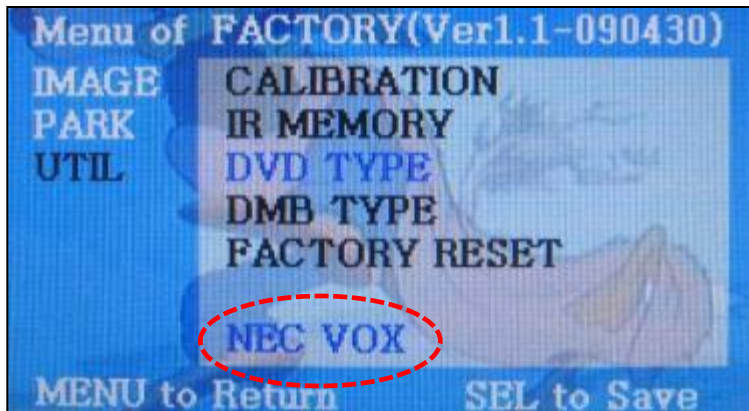 Menu of FACTORY(Ver1.1-090430)
IMAGE CALIBRATION
PARK IR MEMORY
UTIL DVD TYPE
DMB TYPE
FACTORY RESET
NEC VOX
MENU to Return SEL to Save